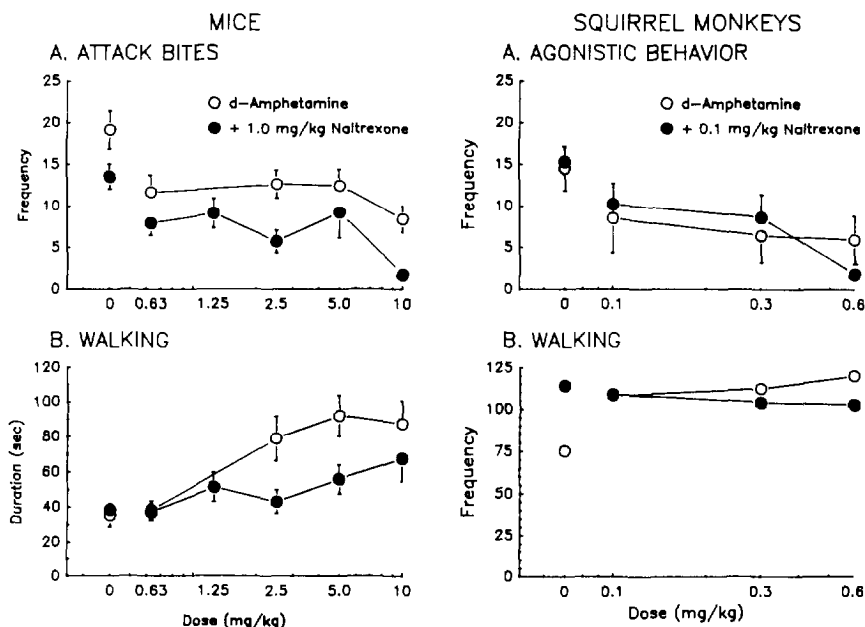 MICE
A. ATTACK BITES
25
20
15
10
5
0
Frequency
d-Amphetamine
+ 1.0 mg/kg Naltrexone
0 0.63 1.25 2.5 5.0 10
B. WALKING
120
100
80
60
40
20
0
Duration (sec)
0 0.63 1.25 2.5 5.0 10
Dose (mg/kg)
SQUIRREL MONKEYS
A. AGONISTIC BEHAVIOR
25
20
15
10
5
0
Frequency
d-Amphetamine
+ 0.1 mg/kg Naltrexone
0 0.1 0.3 0.6
B. WALKING
125
100
75
50
25
0
Frequency
0 0.1 0.3 0.6
Dose (mg/kg)